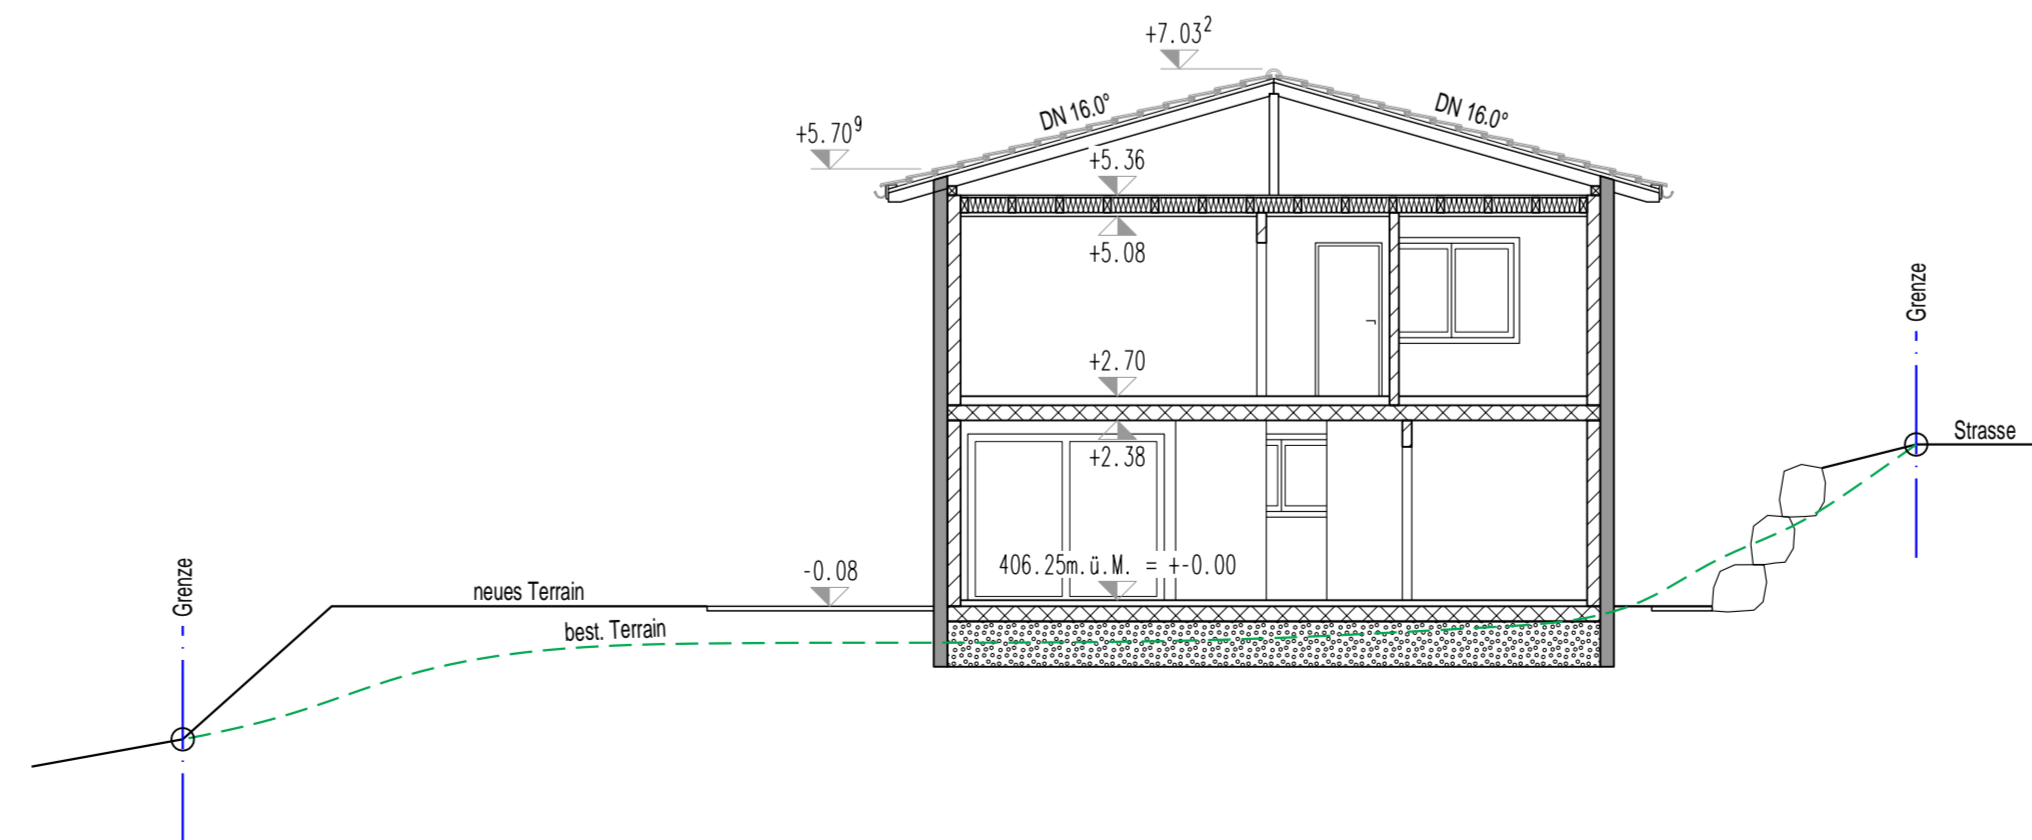 +7.03²
DN 16.0°
DN 16.0°
+5.70⁹
+5.36
+5.08
Grenze
+2.70
Strasse
+2.38
406.25m.ü.M. = +-0.00
-0.08
Grenze
neues Terrain
best. Terrain